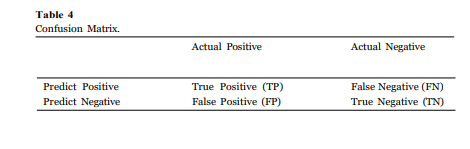 Table 4
Confusion Matrix.
Actual Positive Actual Negative
Predict Positive True Positive (TP) False Negative (FN)
Predict Negative False Positive (FP) True Negative (TN)